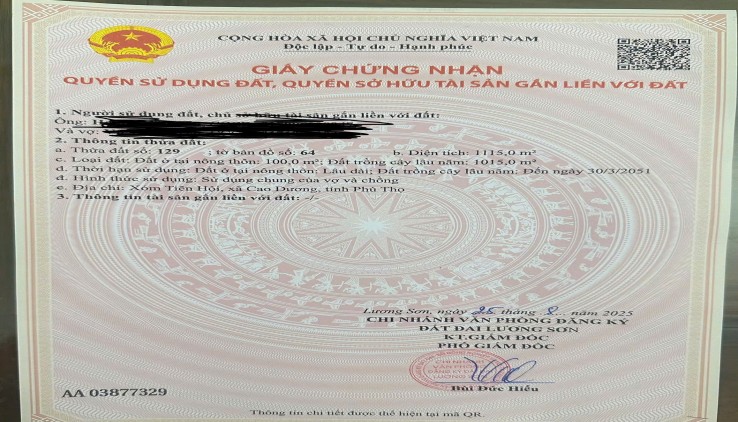 CỘNG HÒA XÃ HỘI CHỦ NGHĨA VIỆT NAM
Độc lập - Tự do - Hạnh phúc
GIẤY CHỨNG NHẬN
QUYỀN SỬ DỤNG ĐẤT, QUYỀN SỞ HỮU TÀI SẢN GẮN LIỀN VỚI ĐẤT
1. Người sử dụng đất, chủ sở hữu tài sản gắn liền với đất:
Ông:
Và vợ:
2. Thông tin thửa đất:
a. Thửa đất số: 129 ; tờ bản đồ số: 64 b. Diện tích: 1115,0 m²
c. Loại đất: Đất ở tại nông thôn: 100,0 m²; Đất trồng cây lâu năm: 1015,0 m²
d. Thời hạn sử dụng: Đất ở tại nông thôn: Lâu dài; Đất trồng cây lâu năm: Đến ngày 30/3/2051
đ. Hình thức sử dụng: Sử dụng chung của vợ và chồng
e. Địa chỉ: Xóm Tiên Hội, xã Cao Dương, tỉnh Phú Thọ
3. Thông tin tài sản gắn liền với đất: -/-
Lương Sơn, ngày 25 tháng 8 năm 2025
CHI NHÁNH VĂN PHÒNG ĐĂNG KÝ
ĐẤT ĐAI LƯƠNG SƠN
KT.GIÁM ĐỐC
PHÓ GIÁM ĐỐC
CHI NHÁNH
VĂN PHÒNG
Bùi Đức Hiếu
AA 03877329
Thông tin chi tiết được thể hiện tại mã QR.